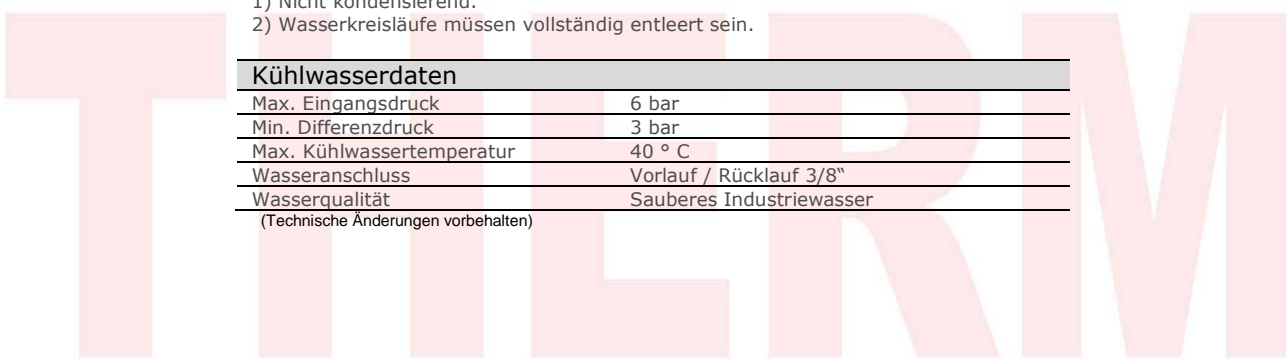 1) Nicht kondensierend.
2) Wasserkreisläufe müssen vollständig entleert sein.
Kühlwasserdaten
Max. Eingangsdruck 6 bar
Min. Differenzdruck 3 bar
Max. Kühlwassertemperatur 40 ° C
Wasseranschluss Vorlauf / Rücklauf 3/8“
Wasserqualität Sauberes Industriewasser
(Technische Änderungen vorbehalten)
THERM